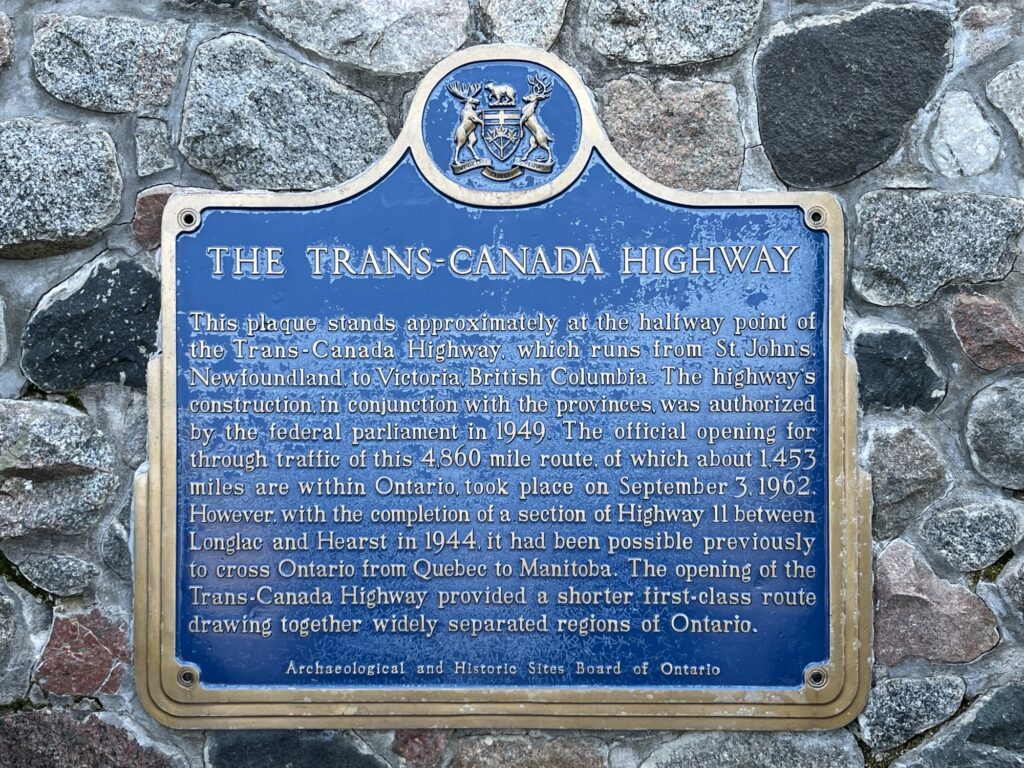 THE TRANS-CANADA HIGHWAY
This plaque stands approximately at the halfway point of
the Trans-Canada Highway, which runs from St. John's,
Newfoundland, to Victoria, British Columbia. The highway's
construction, in conjunction with the provinces, was authorized
by the federal parliament in 1949. The official opening for
through traffic of this 4,860 mile route, of which about 1,453
miles are within Ontario, took place on September 3, 1962.
However, with the completion of a section of Highway 11 between
Longlac and Hearst in 1944, it had been possible previously
to cross Ontario from Quebec to Manitoba. The opening of the
Trans-Canada Highway provided a shorter first-class route
drawing together widely separated regions of Ontario.
Archaeological and Historic Sites Board of Ontario